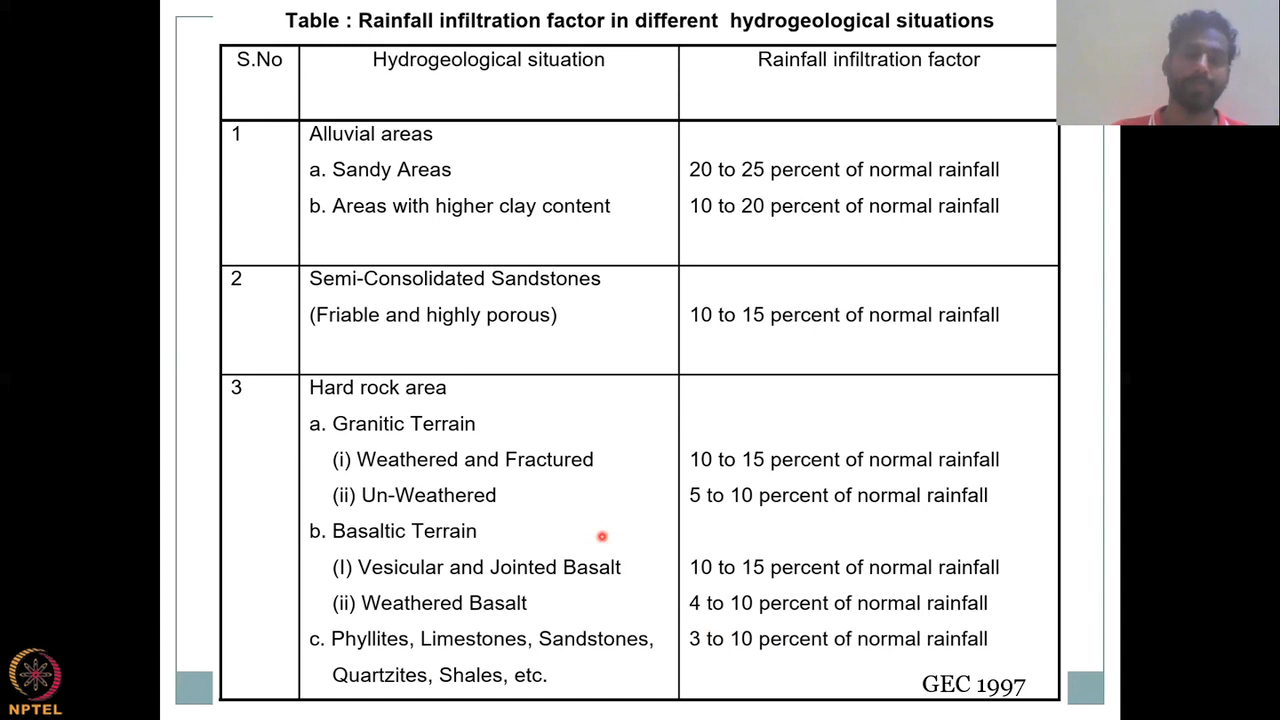 Table : Rainfall infiltration factor in different hydrogeological situations
S.No Hydrogeological situation Rainfall infiltration factor
1 Alluvial areas
a. Sandy Areas 20 to 25 percent of normal rainfall
b. Areas with higher clay content 10 to 20 percent of normal rainfall
2 Semi-Consolidated Sandstones
(Friable and highly porous) 10 to 15 percent of normal rainfall
3 Hard rock area
a. Granitic Terrain
(i) Weathered and Fractured 10 to 15 percent of normal rainfall
(ii) Un-Weathered 5 to 10 percent of normal rainfall
b. Basaltic Terrain
(I) Vesicular and Jointed Basalt 10 to 15 percent of normal rainfall
(ii) Weathered Basalt 4 to 10 percent of normal rainfall
c. Phyllites, Limestones, Sandstones, 3 to 10 percent of normal rainfall
Quartzites, Shales, etc.
GEC 1997
NPTEL